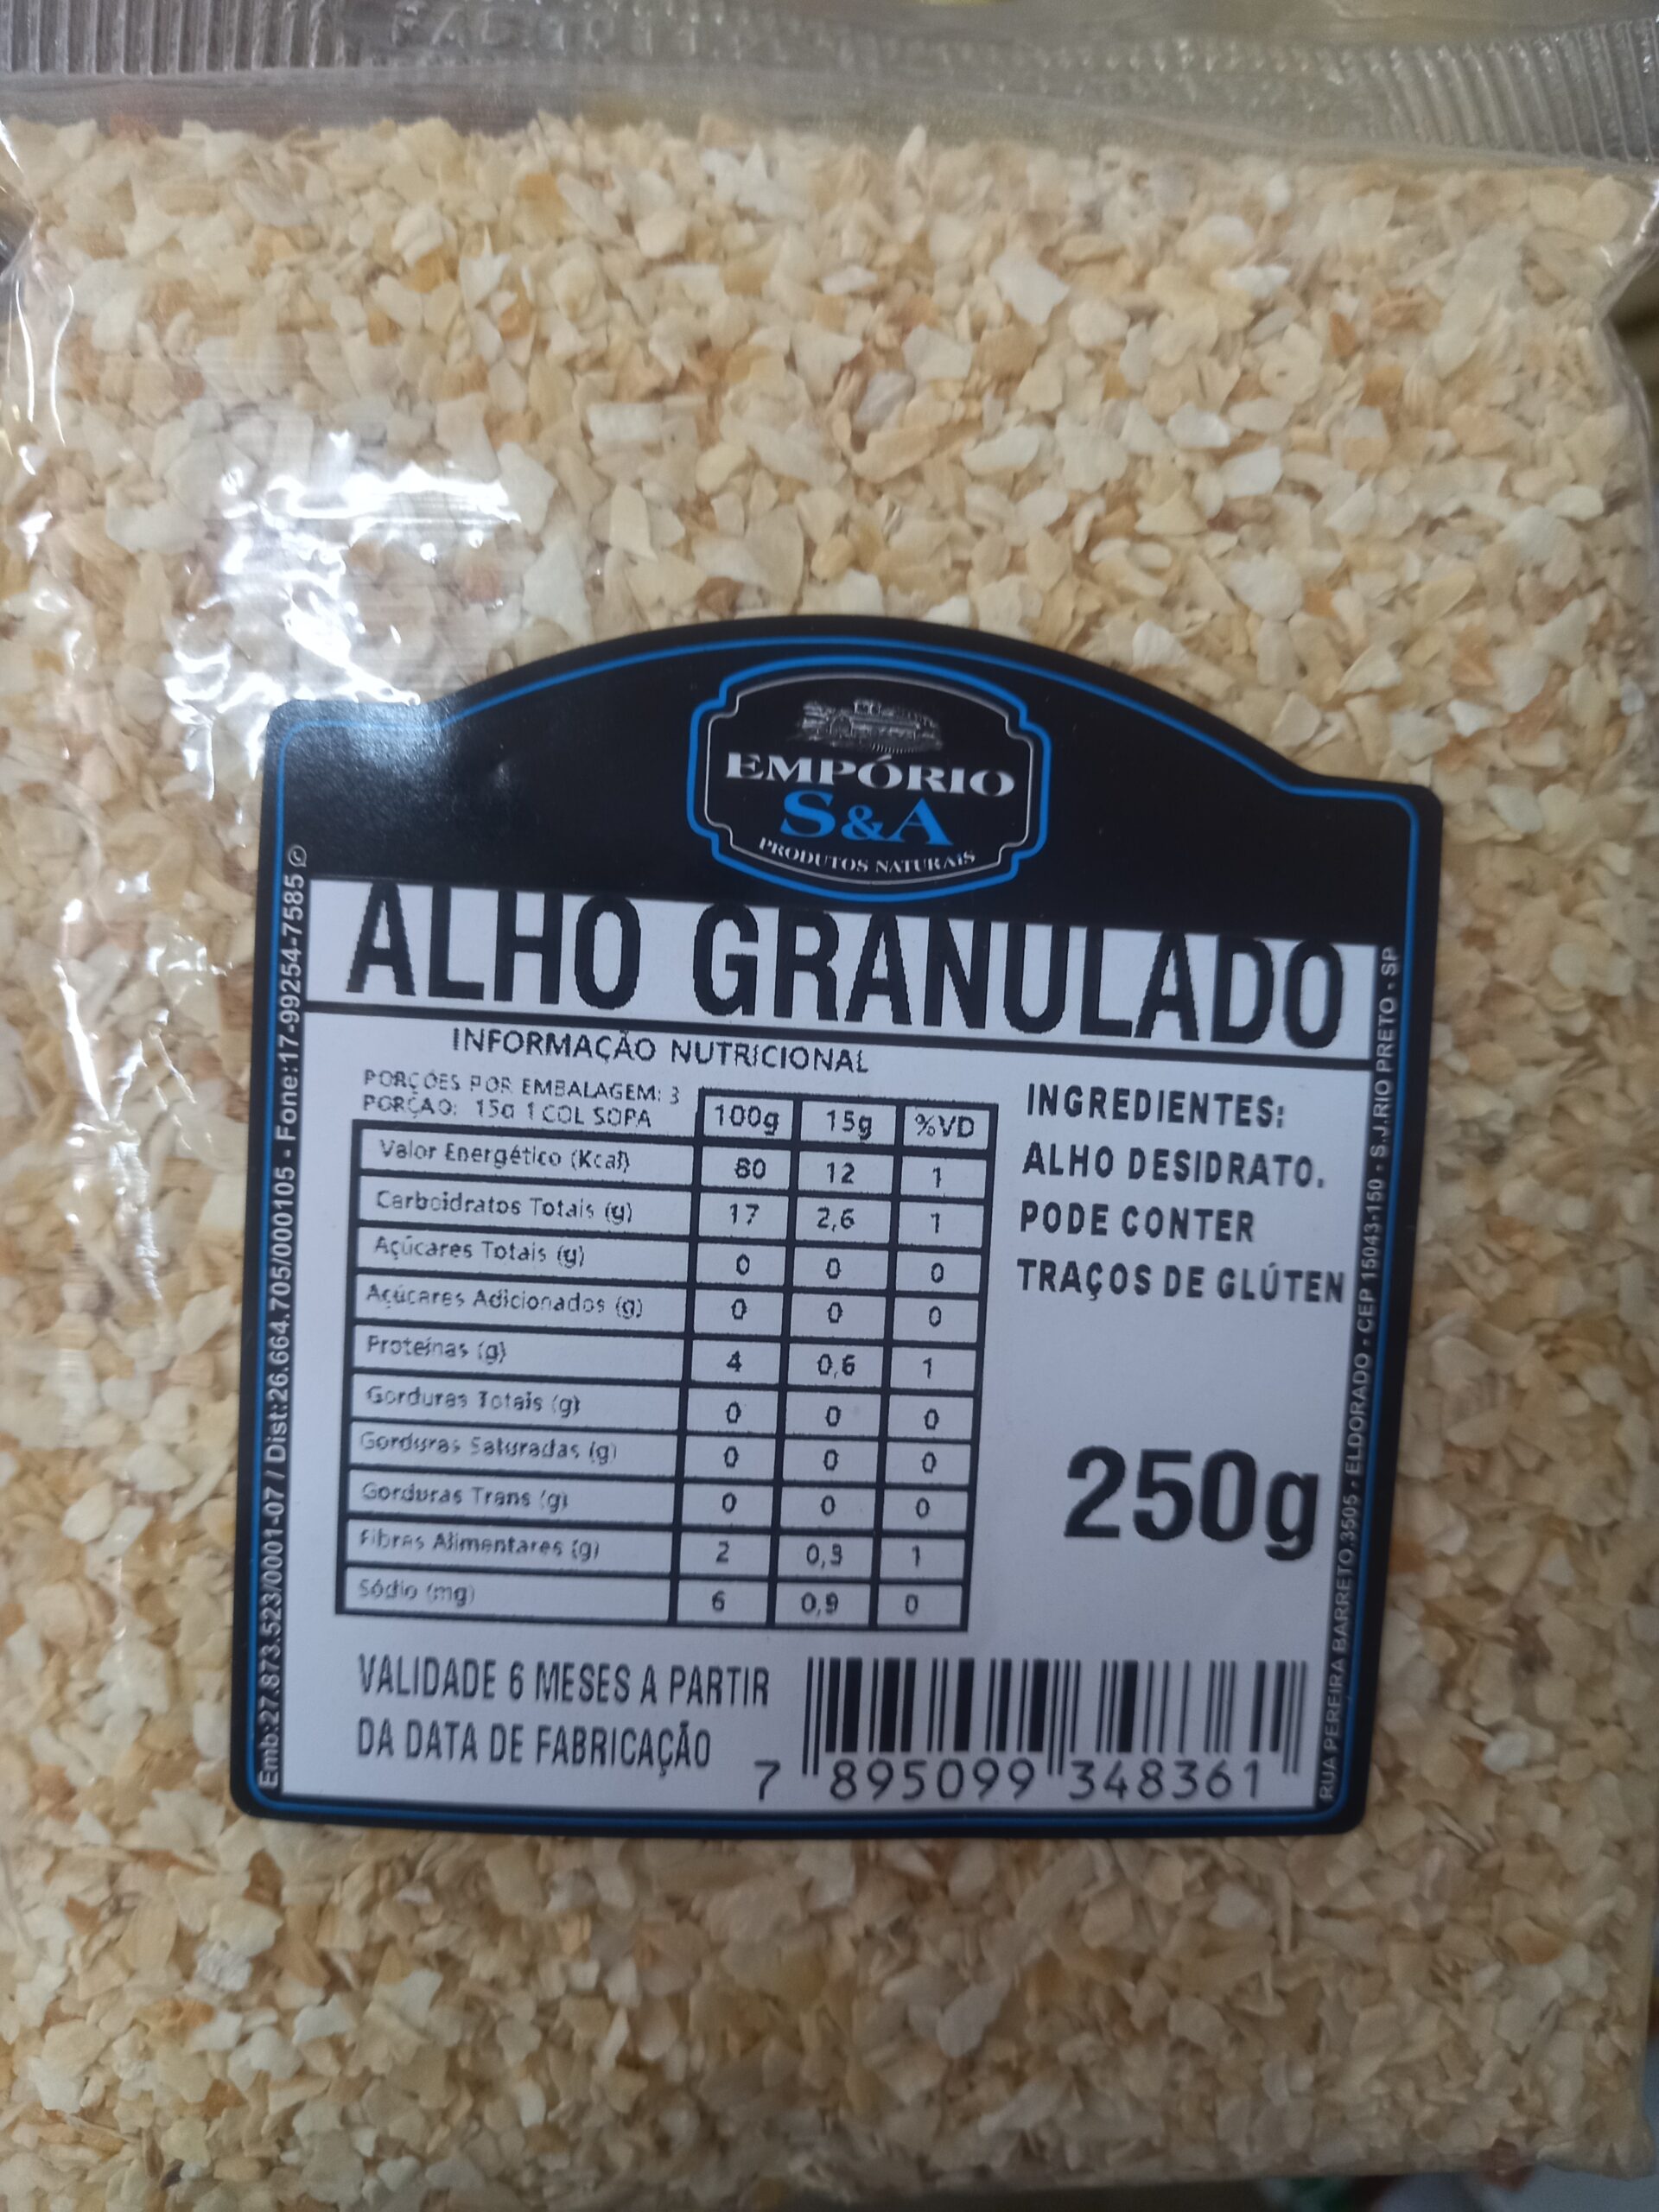 EMPÓRIO
S&A
PRODUTOS NATURAIS
ALHO GRANULADO
INFORMAÇÃO NUTRICIONAL
PORÇÕES POR EMBALAGEM: 3
PORÇÃO: 15g 1 COL SOPA
100g 15g %VD
Valor Energético (Kcal) 80 12 1
Carboidratos Totais (g) 17 2,6 1
Açúcares Totais (g) 0 0 0
Açúcares Adicionados (g) 0 0 0
Proteínas (g) 4 0,6 1
Gorduras Totais (g) 0 0 0
Gorduras Saturadas (g) 0 0 0
Gorduras Trans (g) 0 0 0
Fibras Alimentares (g) 2 0,3 1
Sódio (mg) 6 0,9 0
INGREDIENTES:
ALHO DESIDRATO.
PODE CONTER
TRAÇOS DE GLÚTEN
250g
VALIDADE 6 MESES A PARTIR
DA DATA DE FABRICAÇÃO
7 895099 348361
Emb:27.873.523/0001-07 / Dist:26.664.705/000105 - Fone:17-99254-7585
RUA PEREIRA BARRETO,3505 - ELDORADO - CEP 15043-150 - S.J.RIO PRETO - SP